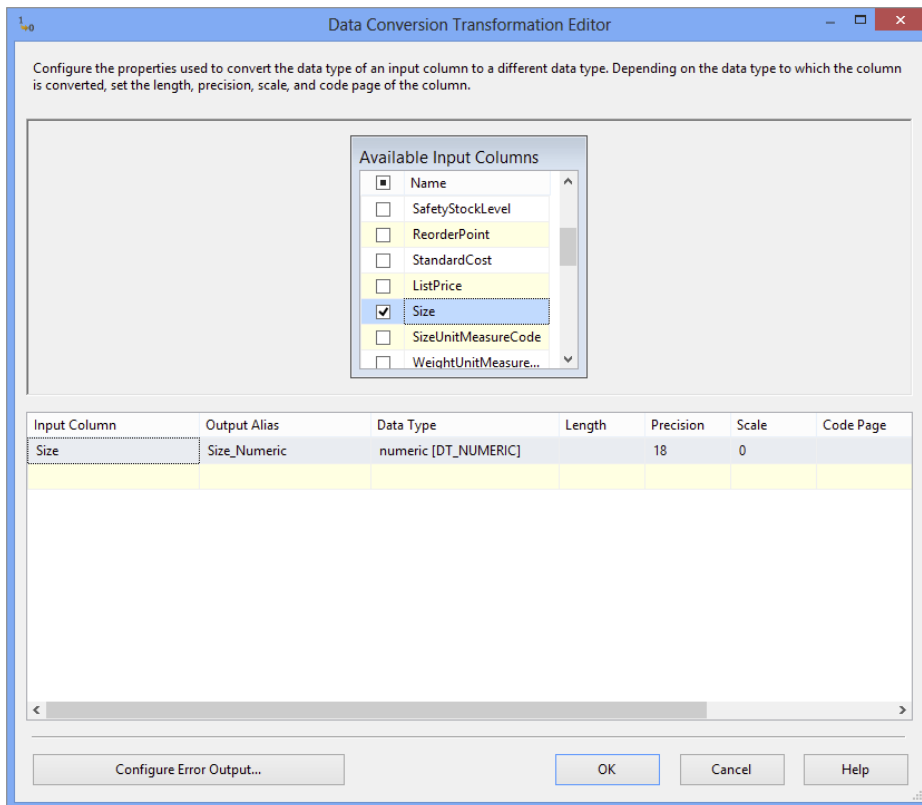 Data Conversion Transformation Editor
Configure the properties used to convert the data type of an input column to a different data type. Depending on the data type to which the column
is converted, set the length, precision, scale, and code page of the column.
Available Input Columns
Name
SafetyStockLevel
ReorderPoint
StandardCost
ListPrice
Size
SizeUnitMeasureCode
WeightUnitMeasure...
Input Column Output Alias Data Type Length Precision Scale Code Page
Size Size_Numeric numeric [DT_NUMERIC] 18 0
Configure Error Output... OK Cancel Help